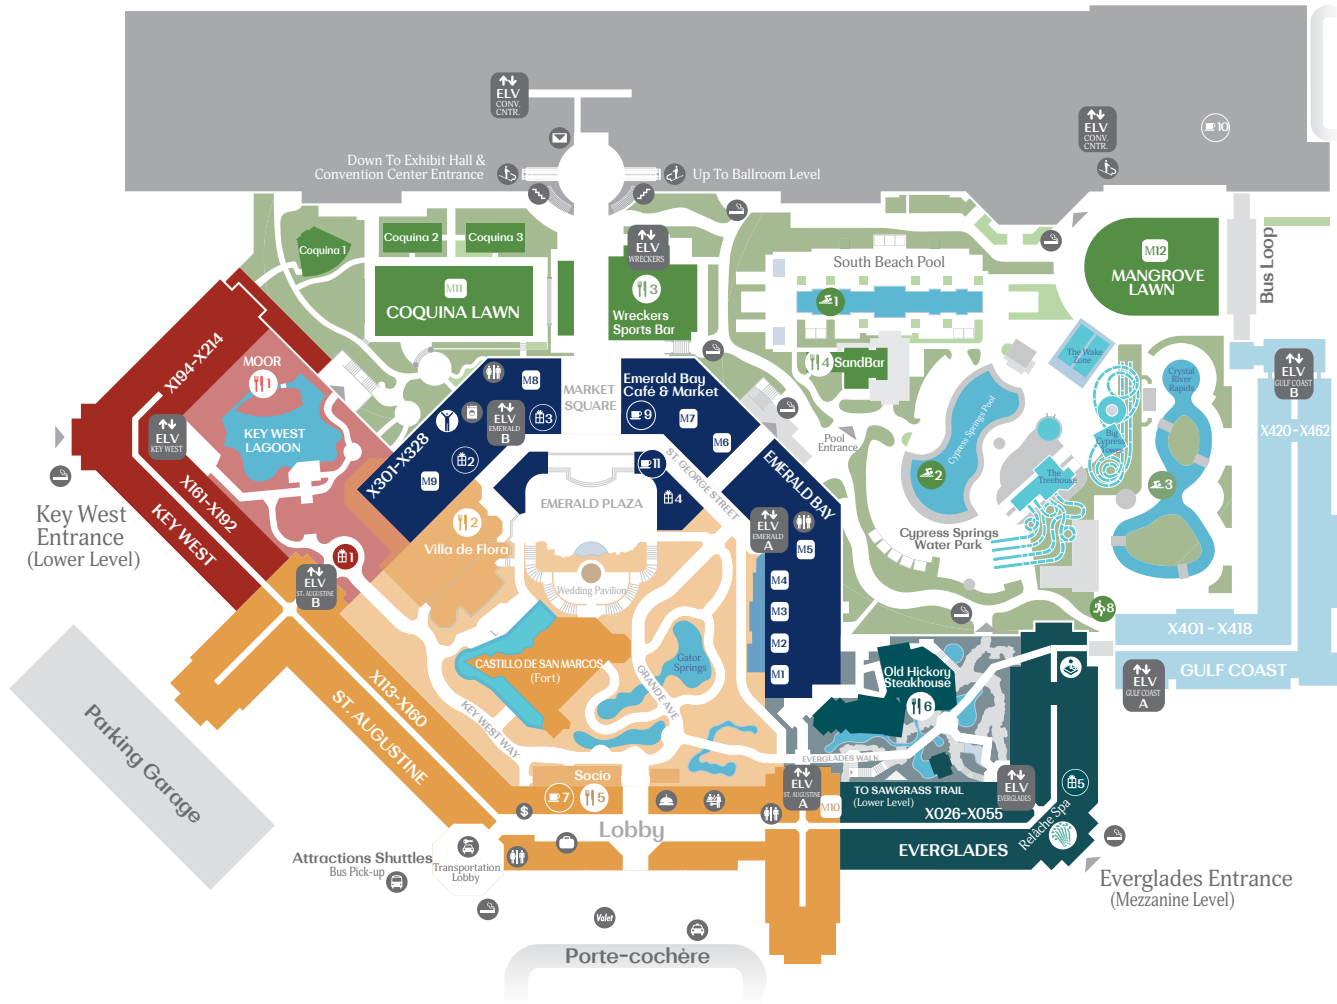 ELV
CONV.
CNTR.
ELV
CONV.
CNTR.
10
Down To Exhibit Hall &
Convention Center Entrance
Up To Ballroom Level
Coquina 1
Coquina 2
Coquina 3
M11
COQUINA LAWN
ELV
WRECKERS
3
Wreckers
Sports Bar
South Beach Pool
1
4
SandBar
M12
MANGROVE
LAWN
Bus Loop
The Wake
Zone
Crystal
River
Rapids
ELV
GULF COAST
B
X420-X462
X194-X214
MOOR
1
KEY WEST
LAGOON
ELV
KEY WEST
X161-X192
KEY WEST
Key West
Entrance
(Lower Level)
M8
MARKET
SQUARE
Emerald Bay
Café & Market
9
M7
M6
ELV
EMERALD
B
3
2
M9
X301-X328
11
4
ST. GEORGE STREET
EMERALD PLAZA
EMERALD BAY
Pool
Entrance
Cypress Springs Pool
2
Big
Cypress
Tower
The
Treehouse
3
Cypress Springs
Water Park
ELV
EMERALD
A
M5
M4
M3
M2
M1
2
Villa de Flora
Wedding Pavilion
1
ELV
ST. AUGUSTINE
B
CASTILLO DE SAN MARCOS
(Fort)
Gator
Springs
GRANDE AVE
KEY WEST WAY
X113-X160
ST. AUGUSTINE
Parking Garage
8
X401 - X418
GULF COAST
ELV
GULF COAST
A
Old Hickory
Steakhouse
6
EVERGLADES WALK
ELV
ST. AUGUSTINE
A
M10
TO SAWGRASS TRAIL
(Lower Level)
X026-X055
ELV
EVERGLADES
5
Relâche Spa
EVERGLADES
Everglades Entrance
(Mezzanine Level)
Socio
7
5
$
Lobby
Attractions Shuttles
Bus Pick-up
Transportation
Lobby
Valet
Porte-cochère